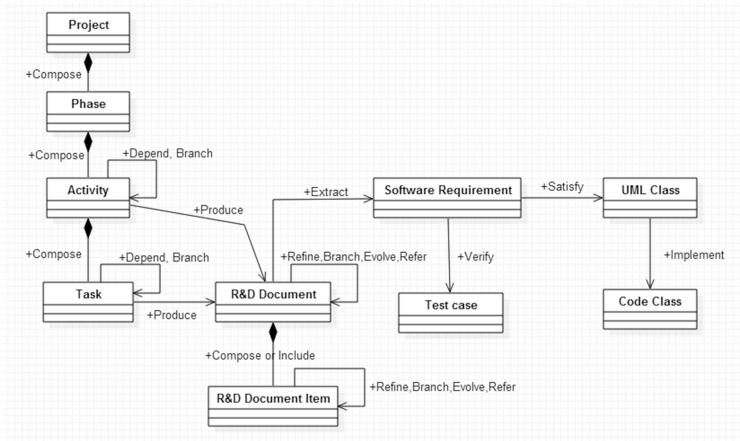 Project
+Compose
Phase
+Compose
+Depend, Branch
Activity
Software Requirement
UML Class
+Extract
+Satisfy
+Produce
+Compose
+Depend, Branch
+Refine,Branch,Evolve,Refer
+Verify
+Implement
Task
R&D Document
Test case
Code Class
+Produce
+Compose or Include
R&D Document Item
+Refine,Branch,Evolve,Refer